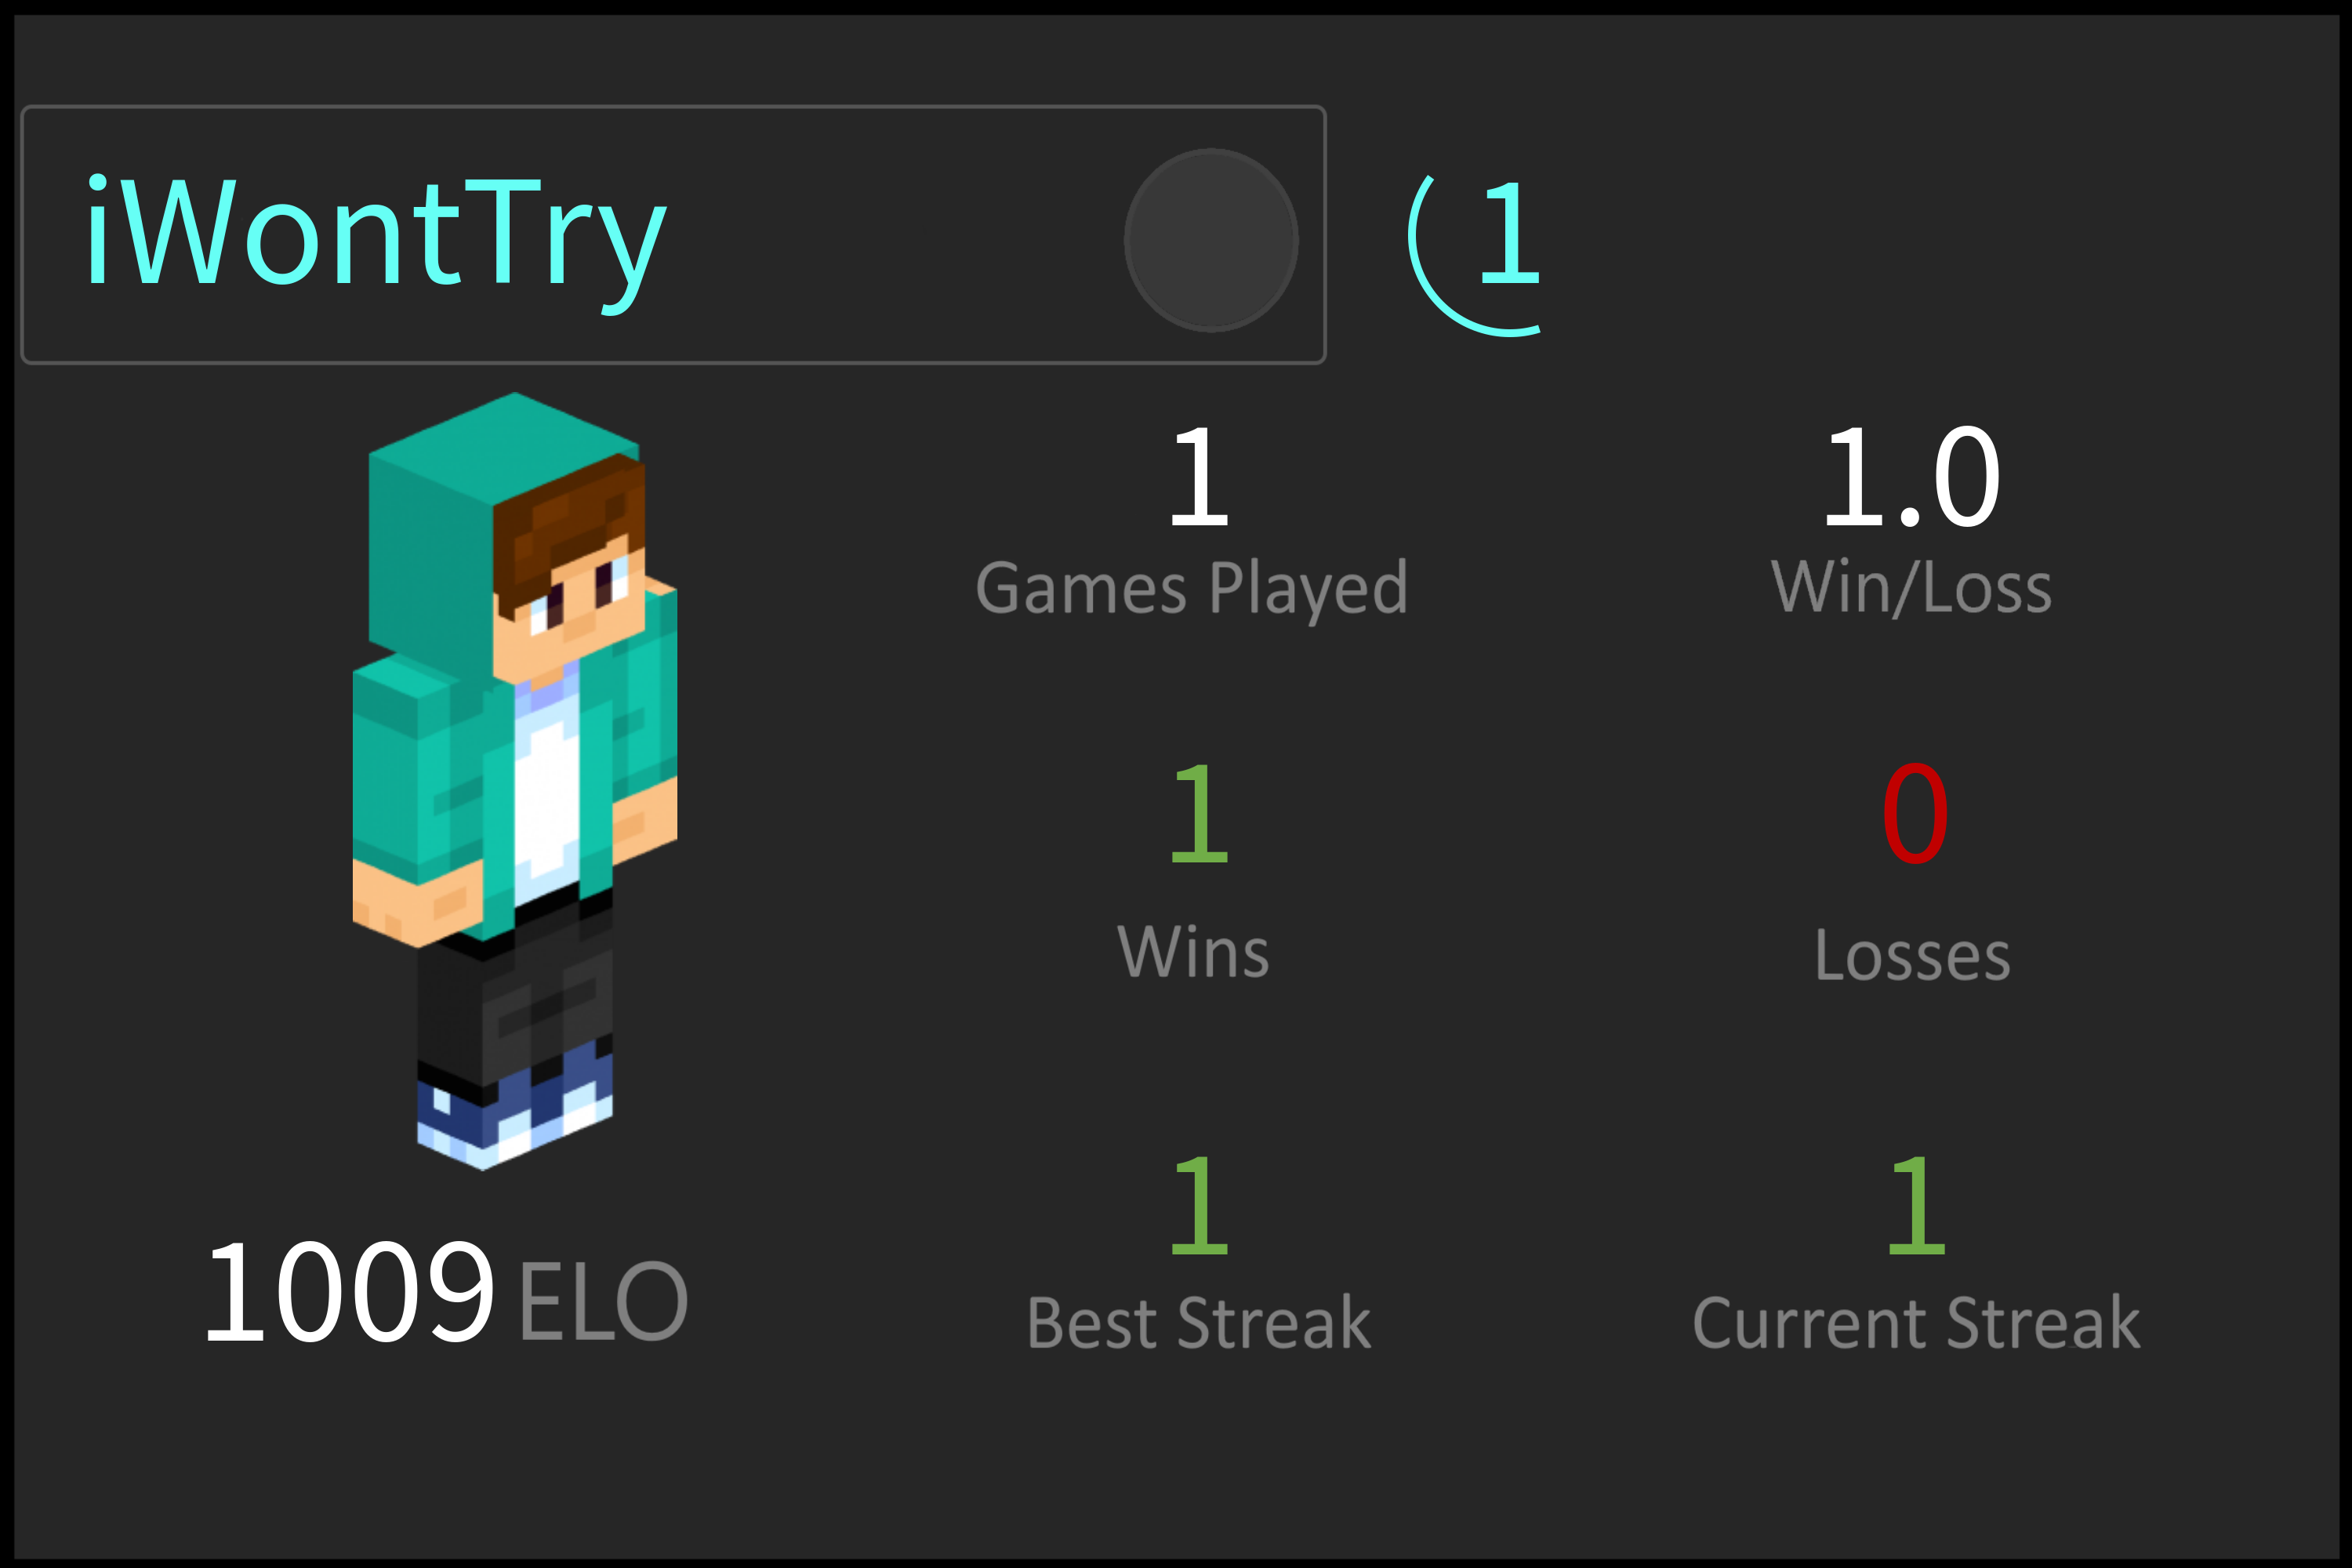 iWontTry
1
1 1.0
Games Played Win/Loss
1 0
Wins Losses
1 1
Best Streak Current Streak
1009 ELO